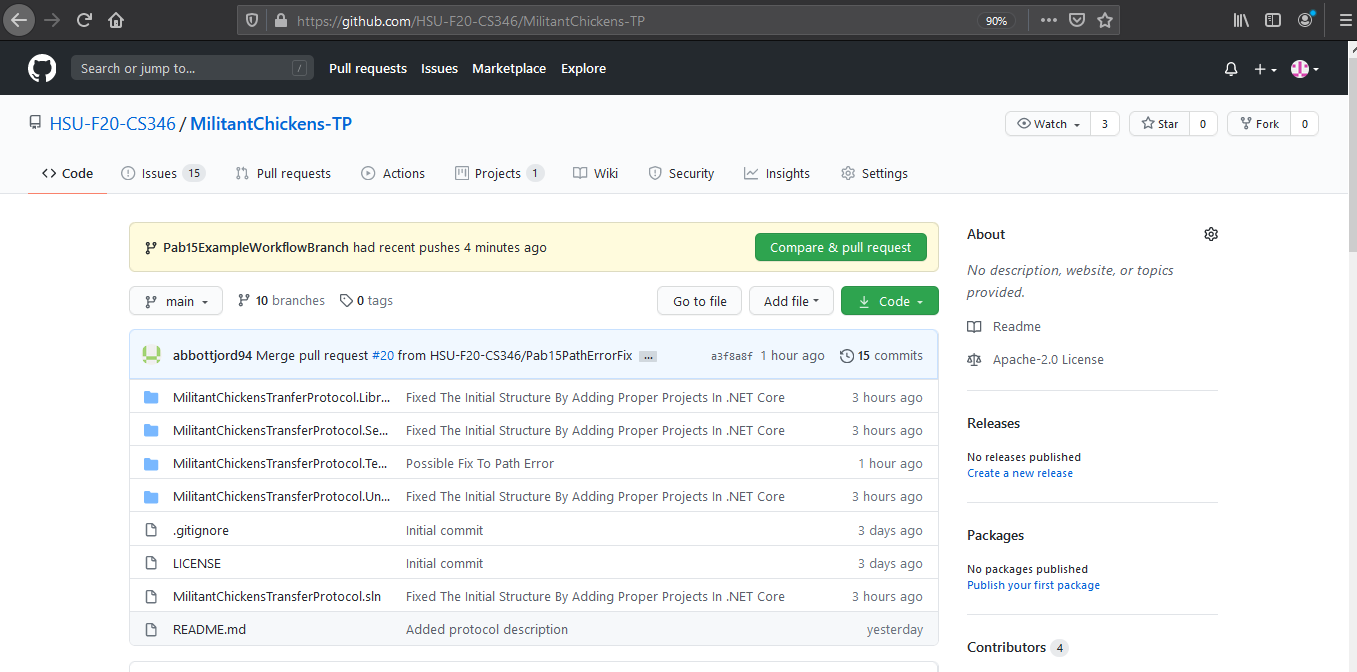 https://github.com/HSU-F20-CS346/MilitantChickens-TP 90%
Search or jump to... / Pull requests Issues Marketplace Explore
HSU-F20-CS346 / MilitantChickens-TP Watch 3 Star 0 Fork 0
Code Issues 15 Pull requests Actions Projects 1 Wiki Security Insights Settings
Pab15ExampleWorkflowBranch had recent pushes 4 minutes ago Compare & pull request
main 10 branches 0 tags Go to file Add file Code
abbottjord94 Merge pull request #20 from HSU-F20-CS346/Pab15PathErrorFix ... a3f8a8f 1 hour ago 15 commits
MilitantChickensTranferProtocol.Libr... Fixed The Initial Structure By Adding Proper Projects In .NET Core 3 hours ago
MilitantChickensTransferProtocol.Se... Fixed The Initial Structure By Adding Proper Projects In .NET Core 3 hours ago
MilitantChickensTransferProtocol.Te... Possible Fix To Path Error 1 hour ago
MilitantChickensTransferProtocol.Un... Fixed The Initial Structure By Adding Proper Projects In .NET Core 3 hours ago
.gitignore Initial commit 3 days ago
LICENSE Initial commit 3 days ago
MilitantChickensTransferProtocol.sln Fixed The Initial Structure By Adding Proper Projects In .NET Core 3 hours ago
README.md Added protocol description yesterday
About
No description, website, or topics
provided.
Readme
Apache-2.0 License
Releases
No releases published
Create a new release
Packages
No packages published
Publish your first package
Contributors 4